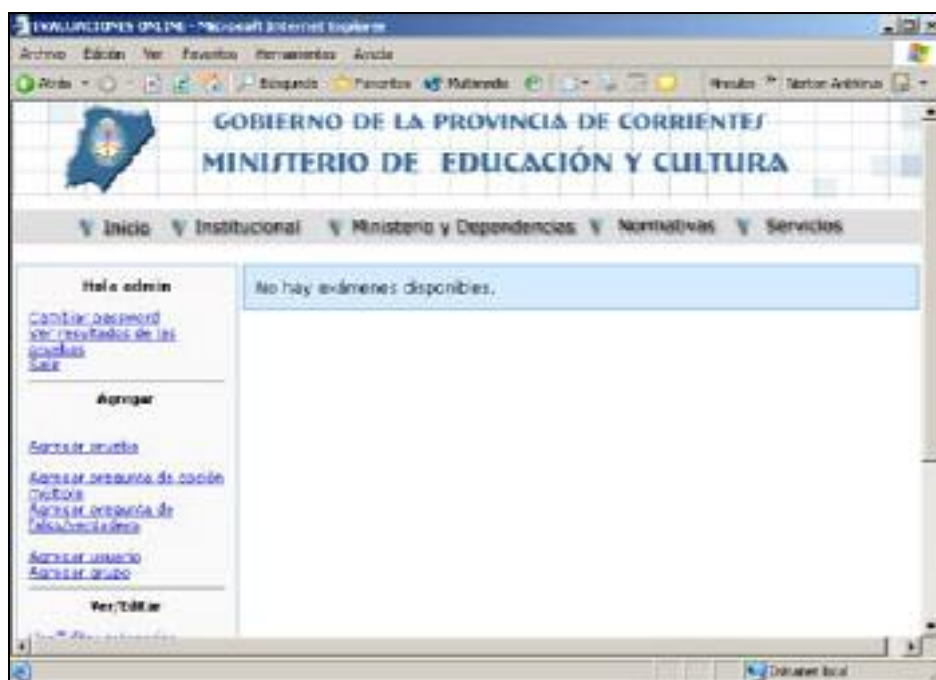 EVALUACIONES ONLINE - Microsoft Internet Explorer
Archivo Edición Ver Favoritos Herramientas Ayuda
Atrás Búsqueda Favoritos Multimedia Vínculos » Norton AntiVirus
GOBIERNO DE LA PROVINCIA DE CORRIENTES
MINISTERIO DE EDUCACIÓN Y CULTURA
Inicio Institucional Ministerio y Dependencias Normativas Servicios
Hola admin
No hay exámenes disponibles.
Cambiar password
Ver resultados de las
pruebas
Salir
Agregar
Agregar prueba
Agregar pregunta de opción
multiple
Agregar pregunta de
falso/verdadero
Agregar usuario
Agregar grupo
Ver/Editar
Intranet local